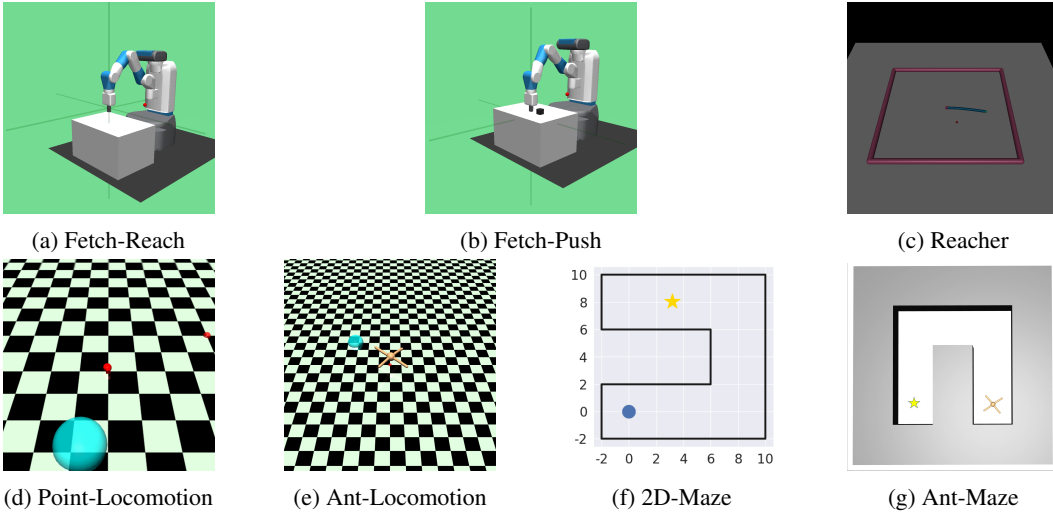 (a) Fetch-Reach
(b) Fetch-Push
(c) Reacher
10
8
6
4
2
0
-2
-2 0 2 4 6 8 10
(d) Point-Locomotion
(e) Ant-Locomotion
(f) 2D-Maze
(g) Ant-Maze